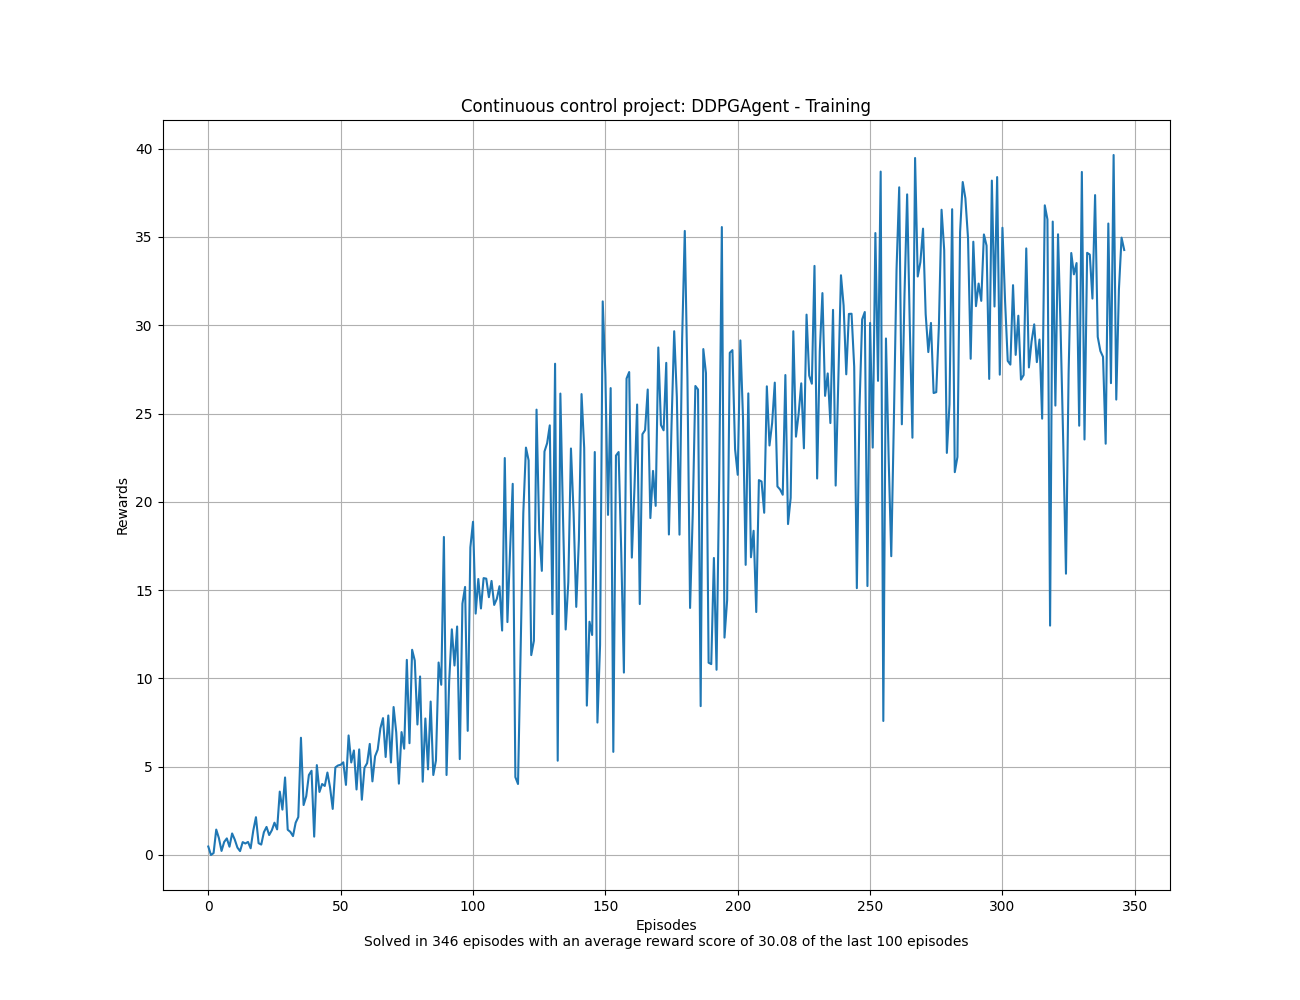 Continuous control project: DDPGAgent - Training
40
35
30
25
20
15
10
5
0
Rewards
0 50 100 150 200 250 300 350
Episodes
Solved in 346 episodes with an average reward score of 30.08 of the last 100 episodes